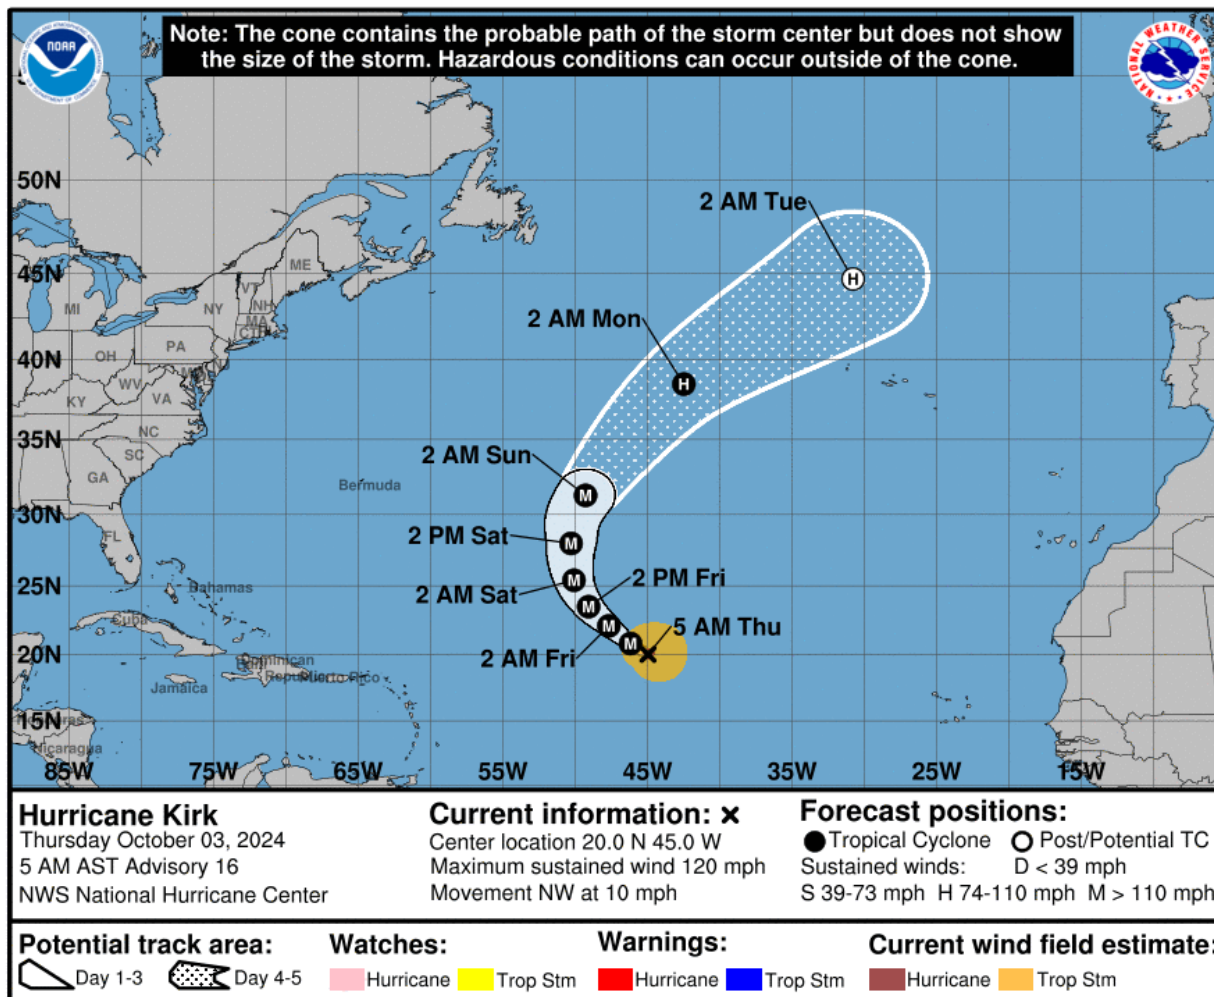 Note: The cone contains the probable path of the storm center but does not show
the size of the storm. Hazardous conditions can occur outside of the cone.
NOAA
NATIONAL WEATHER SERVICE
50N
45N
40N
35N
30N
25N
20N
15N
85W
75W
65W
55W
45W
35W
25W
15W
2 AM Tue
H
2 AM Mon
H
2 AM Sun
M
2 PM Sat
M
2 AM Sat
M
2 PM Fri
M
2 AM Fri
M
M
5 AM Thu
ME
VT
NH
MA
CT
NY
MI
PA
OH
WV
VA
KY
NC
SC
GA
FL
Bermuda
Bahamas
Cuba
Dominican
Republic
Puerto Rico
Jamaica
Nicaragua
Hurricane Kirk
Thursday October 03, 2024
5 AM AST Advisory 16
NWS National Hurricane Center
Current information: ×
Center location 20.0 N 45.0 W
Maximum sustained wind 120 mph
Movement NW at 10 mph
Forecast positions:
Tropical Cyclone Post/Potential TC
Sustained winds: D < 39 mph
S 39-73 mph H 74-110 mph M > 110 mph
Potential track area:
Day 1-3 Day 4-5
Watches:
Hurricane Trop Stm
Warnings:
Hurricane Trop Stm
Current wind field estimate:
Hurricane Trop Stm